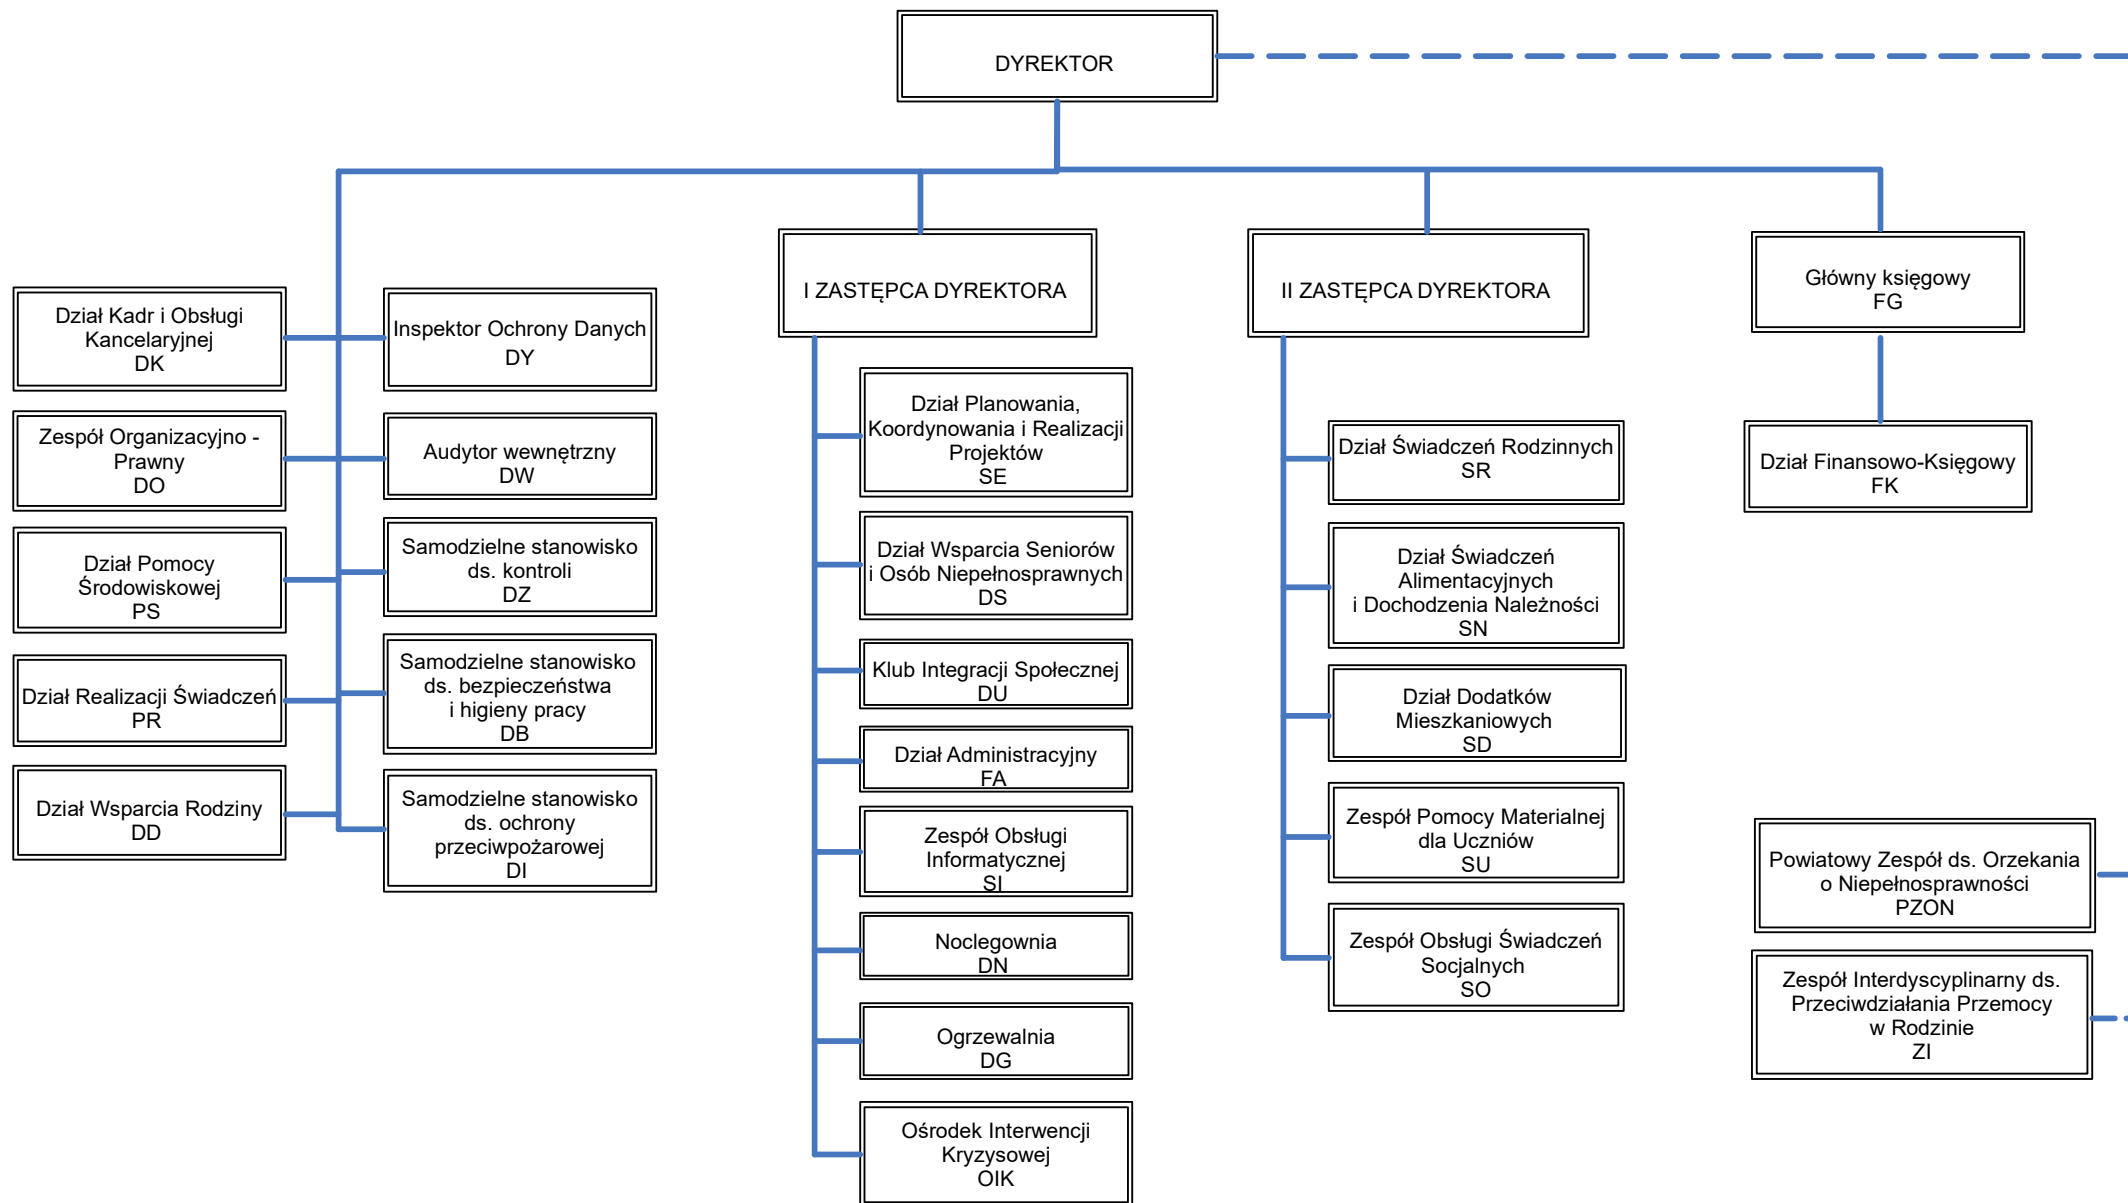 DYREKTOR
Dział Kadr i Obsługi
Kancelaryjnej
DK
Zespół Organizacyjno -
Prawny
DO
Dział Pomocy
Środowiskowej
PS
Dział Realizacji Świadczeń
PR
Dział Wsparcia Rodziny
DD
Inspektor Ochrony Danych
DY
Audytor wewnętrzny
DW
Samodzielne stanowisko
ds. kontroli
DZ
Samodzielne stanowisko
ds. bezpieczeństwa
i higieny pracy
DB
Samodzielne stanowisko
ds. ochrony
przeciwpożarowej
DI
I ZASTĘPCA DYREKTORA
Dział Planowania,
Koordynowania i Realizacji
Projektów
SE
Dział Wsparcia Seniorów
i Osób Niepełnosprawnych
DS
Klub Integracji Społecznej
DU
Dział Administracyjny
FA
Zespół Obsługi
Informatycznej
SI
Noclegownia
DN
Ogrzewalnia
DG
Ośrodek Interwencji
Kryzysowej
OIK
II ZASTĘPCA DYREKTORA
Dział Świadczeń Rodzinnych
SR
Dział Świadczeń
Alimentacyjnych
i Dochodzenia Należności
SN
Dział Dodatków
Mieszkaniowych
SD
Zespół Pomocy Materialnej
dla Uczniów
SU
Zespół Obsługi Świadczeń
Socjalnych
SO
Główny księgowy
FG
Dział Finansowo-Księgowy
FK
Powiatowy Zespół ds. Orzekania
o Niepełnosprawności
PZON
Zespół Interdyscyplinarny ds.
Przeciwdziałania Przemocy
w Rodzinie
ZI